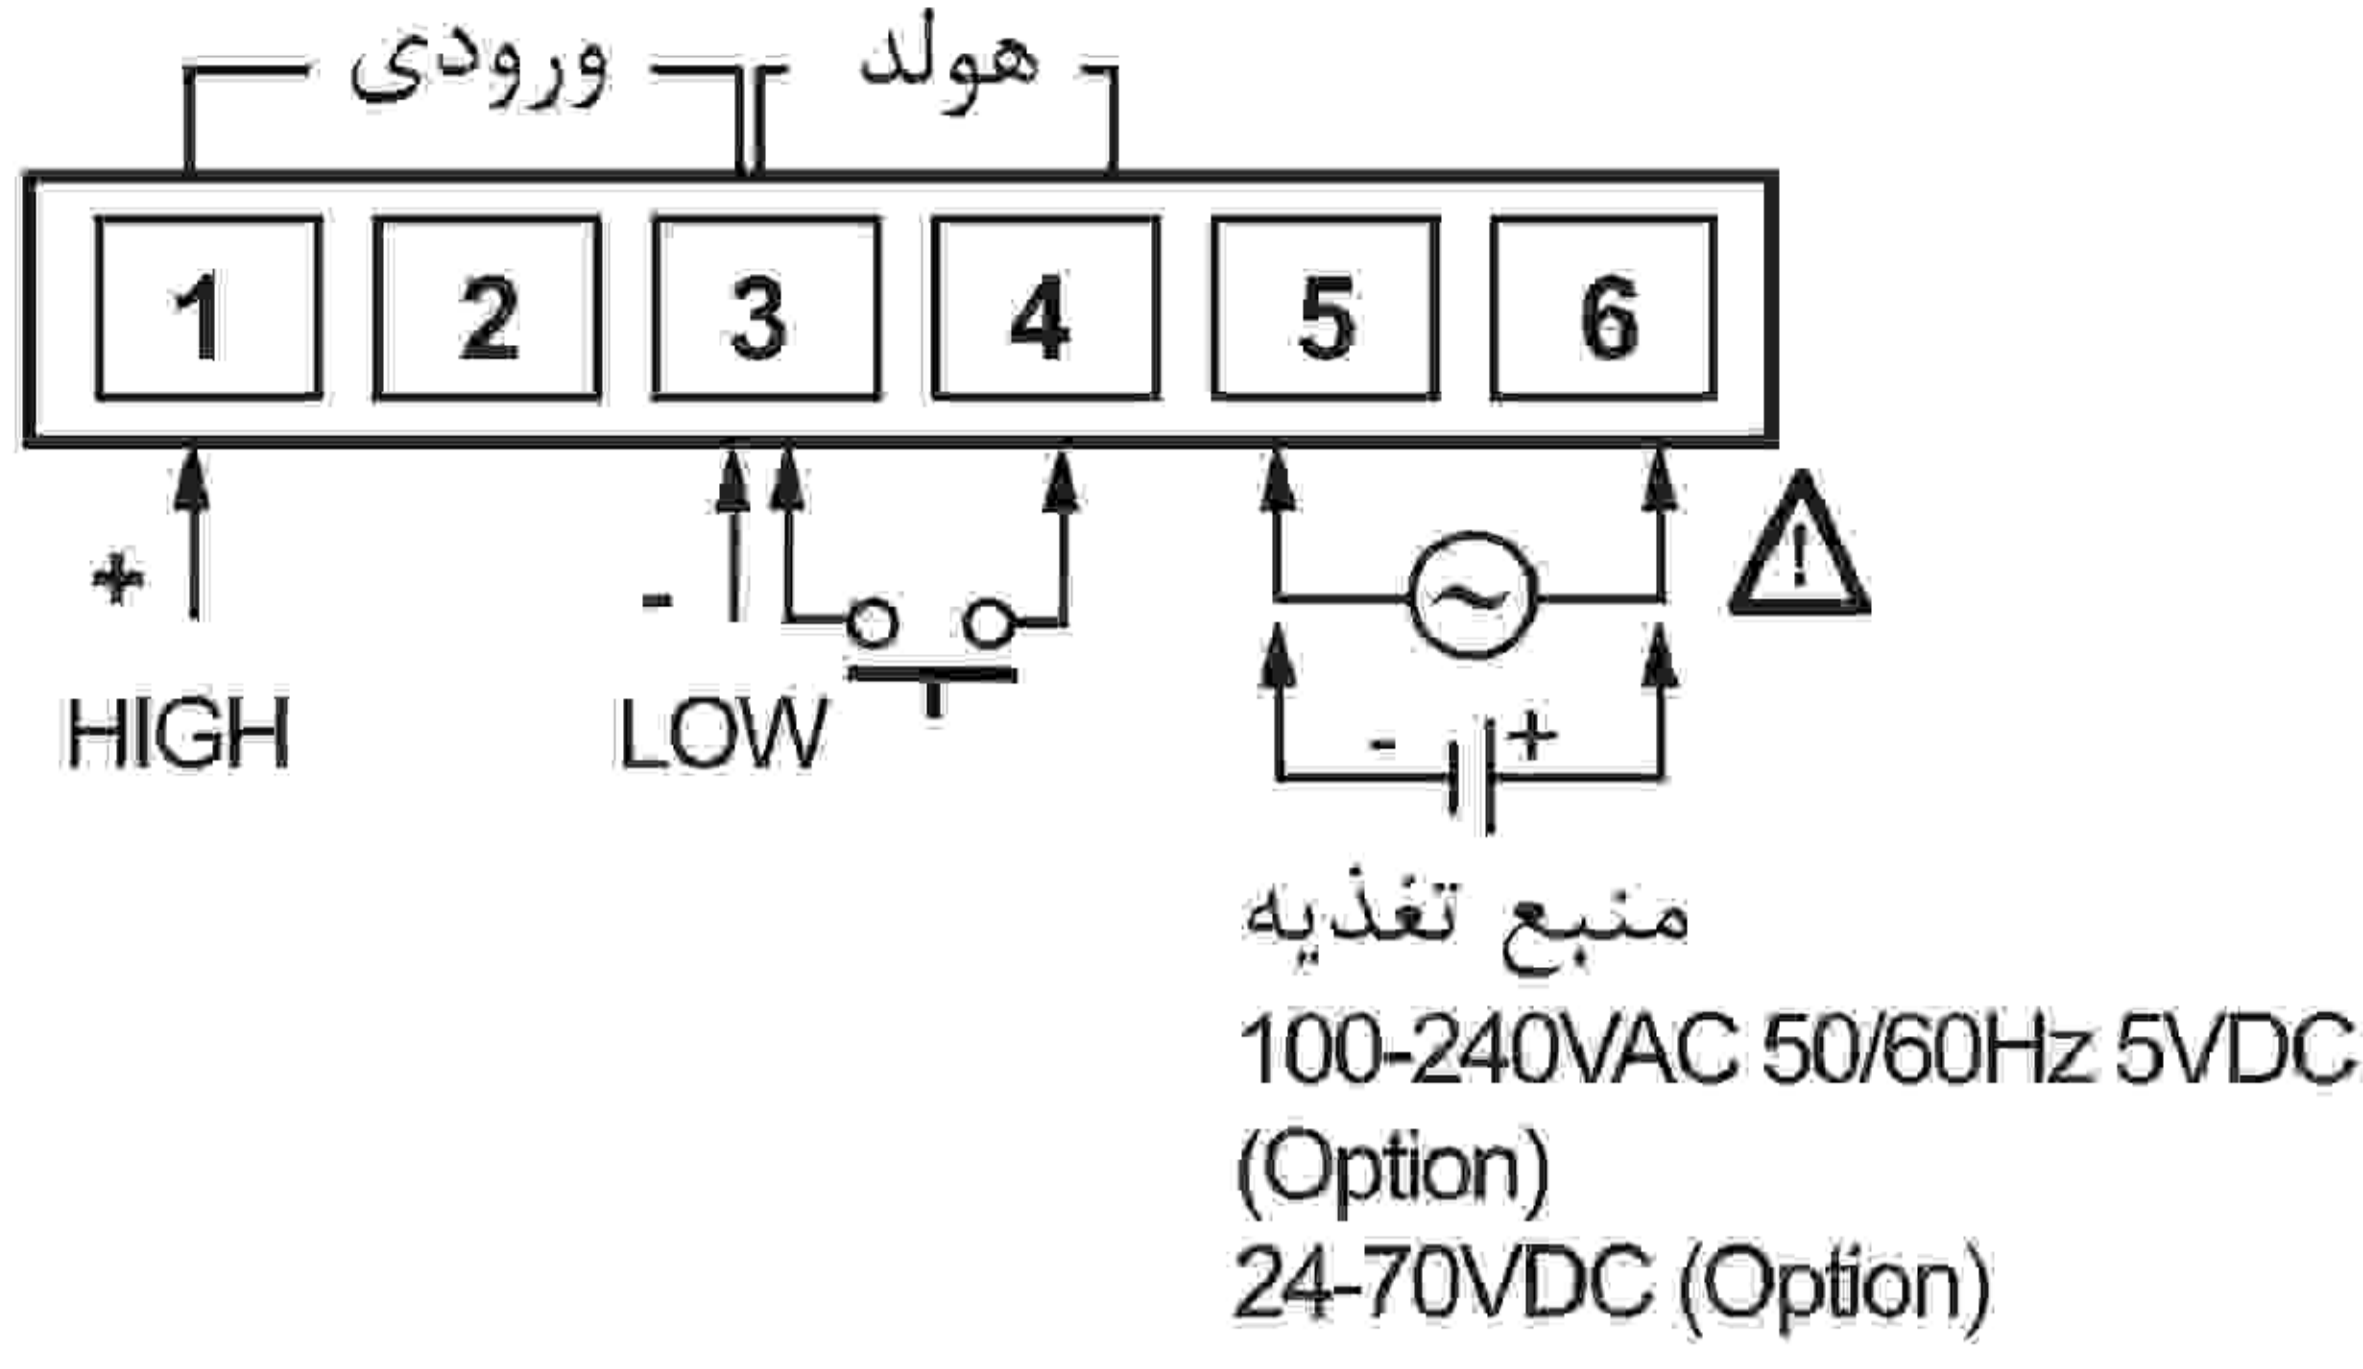 ورودی هولد
1 2 3 4 5 6
+ -
HIGH LOW
- +
منبع تغذیه
100-240VAC 50/60Hz 5VDC
(Option)
24-70VDC (Option)